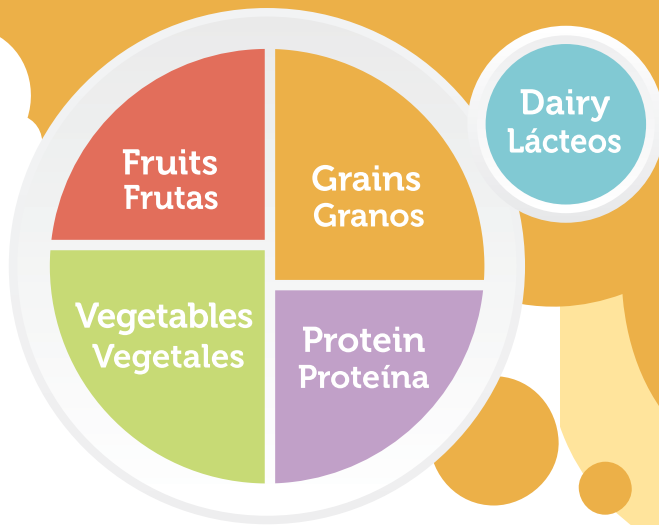 Fruits
Frutas
Grains
Granos
Dairy
Lácteos
Vegetables
Vegetales
Protein
Proteína